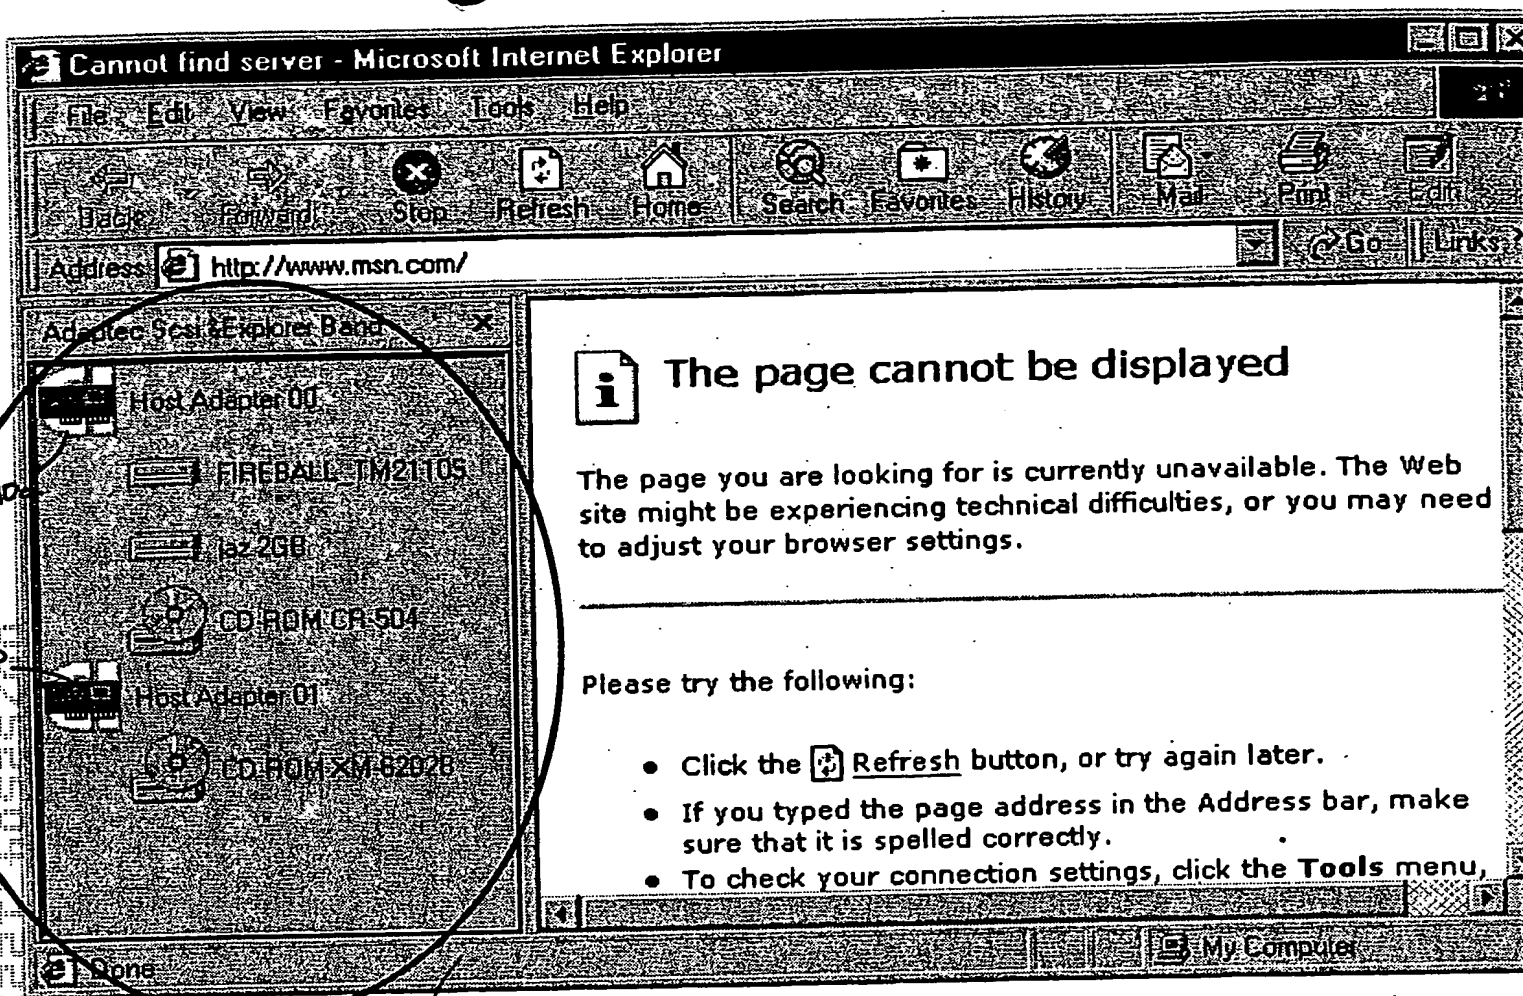 Cannot find server - Microsoft Internet Explorer
File Edit View Favorites Tools Help
Back Forward Stop Refresh Home Search Favorites History Mail Print Edit
Address http://www.msn.com/ Go Links
Adaptec Scsi &Explorer Band
Host Adapter 00
FIREBALL_TM2110S
jaz 2GB
CD-ROM CR-504
Host Adapter 01
CD-ROM XM-6202B
The page cannot be displayed
The page you are looking for is currently unavailable. The Web
site might be experiencing technical difficulties, or you may need
to adjust your browser settings.
Please try the following:
• Click the Refresh button, or try again later.
• If you typed the page address in the Address bar, make
sure that it is spelled correctly.
• To check your connection settings, click the Tools menu,
Done My Computer